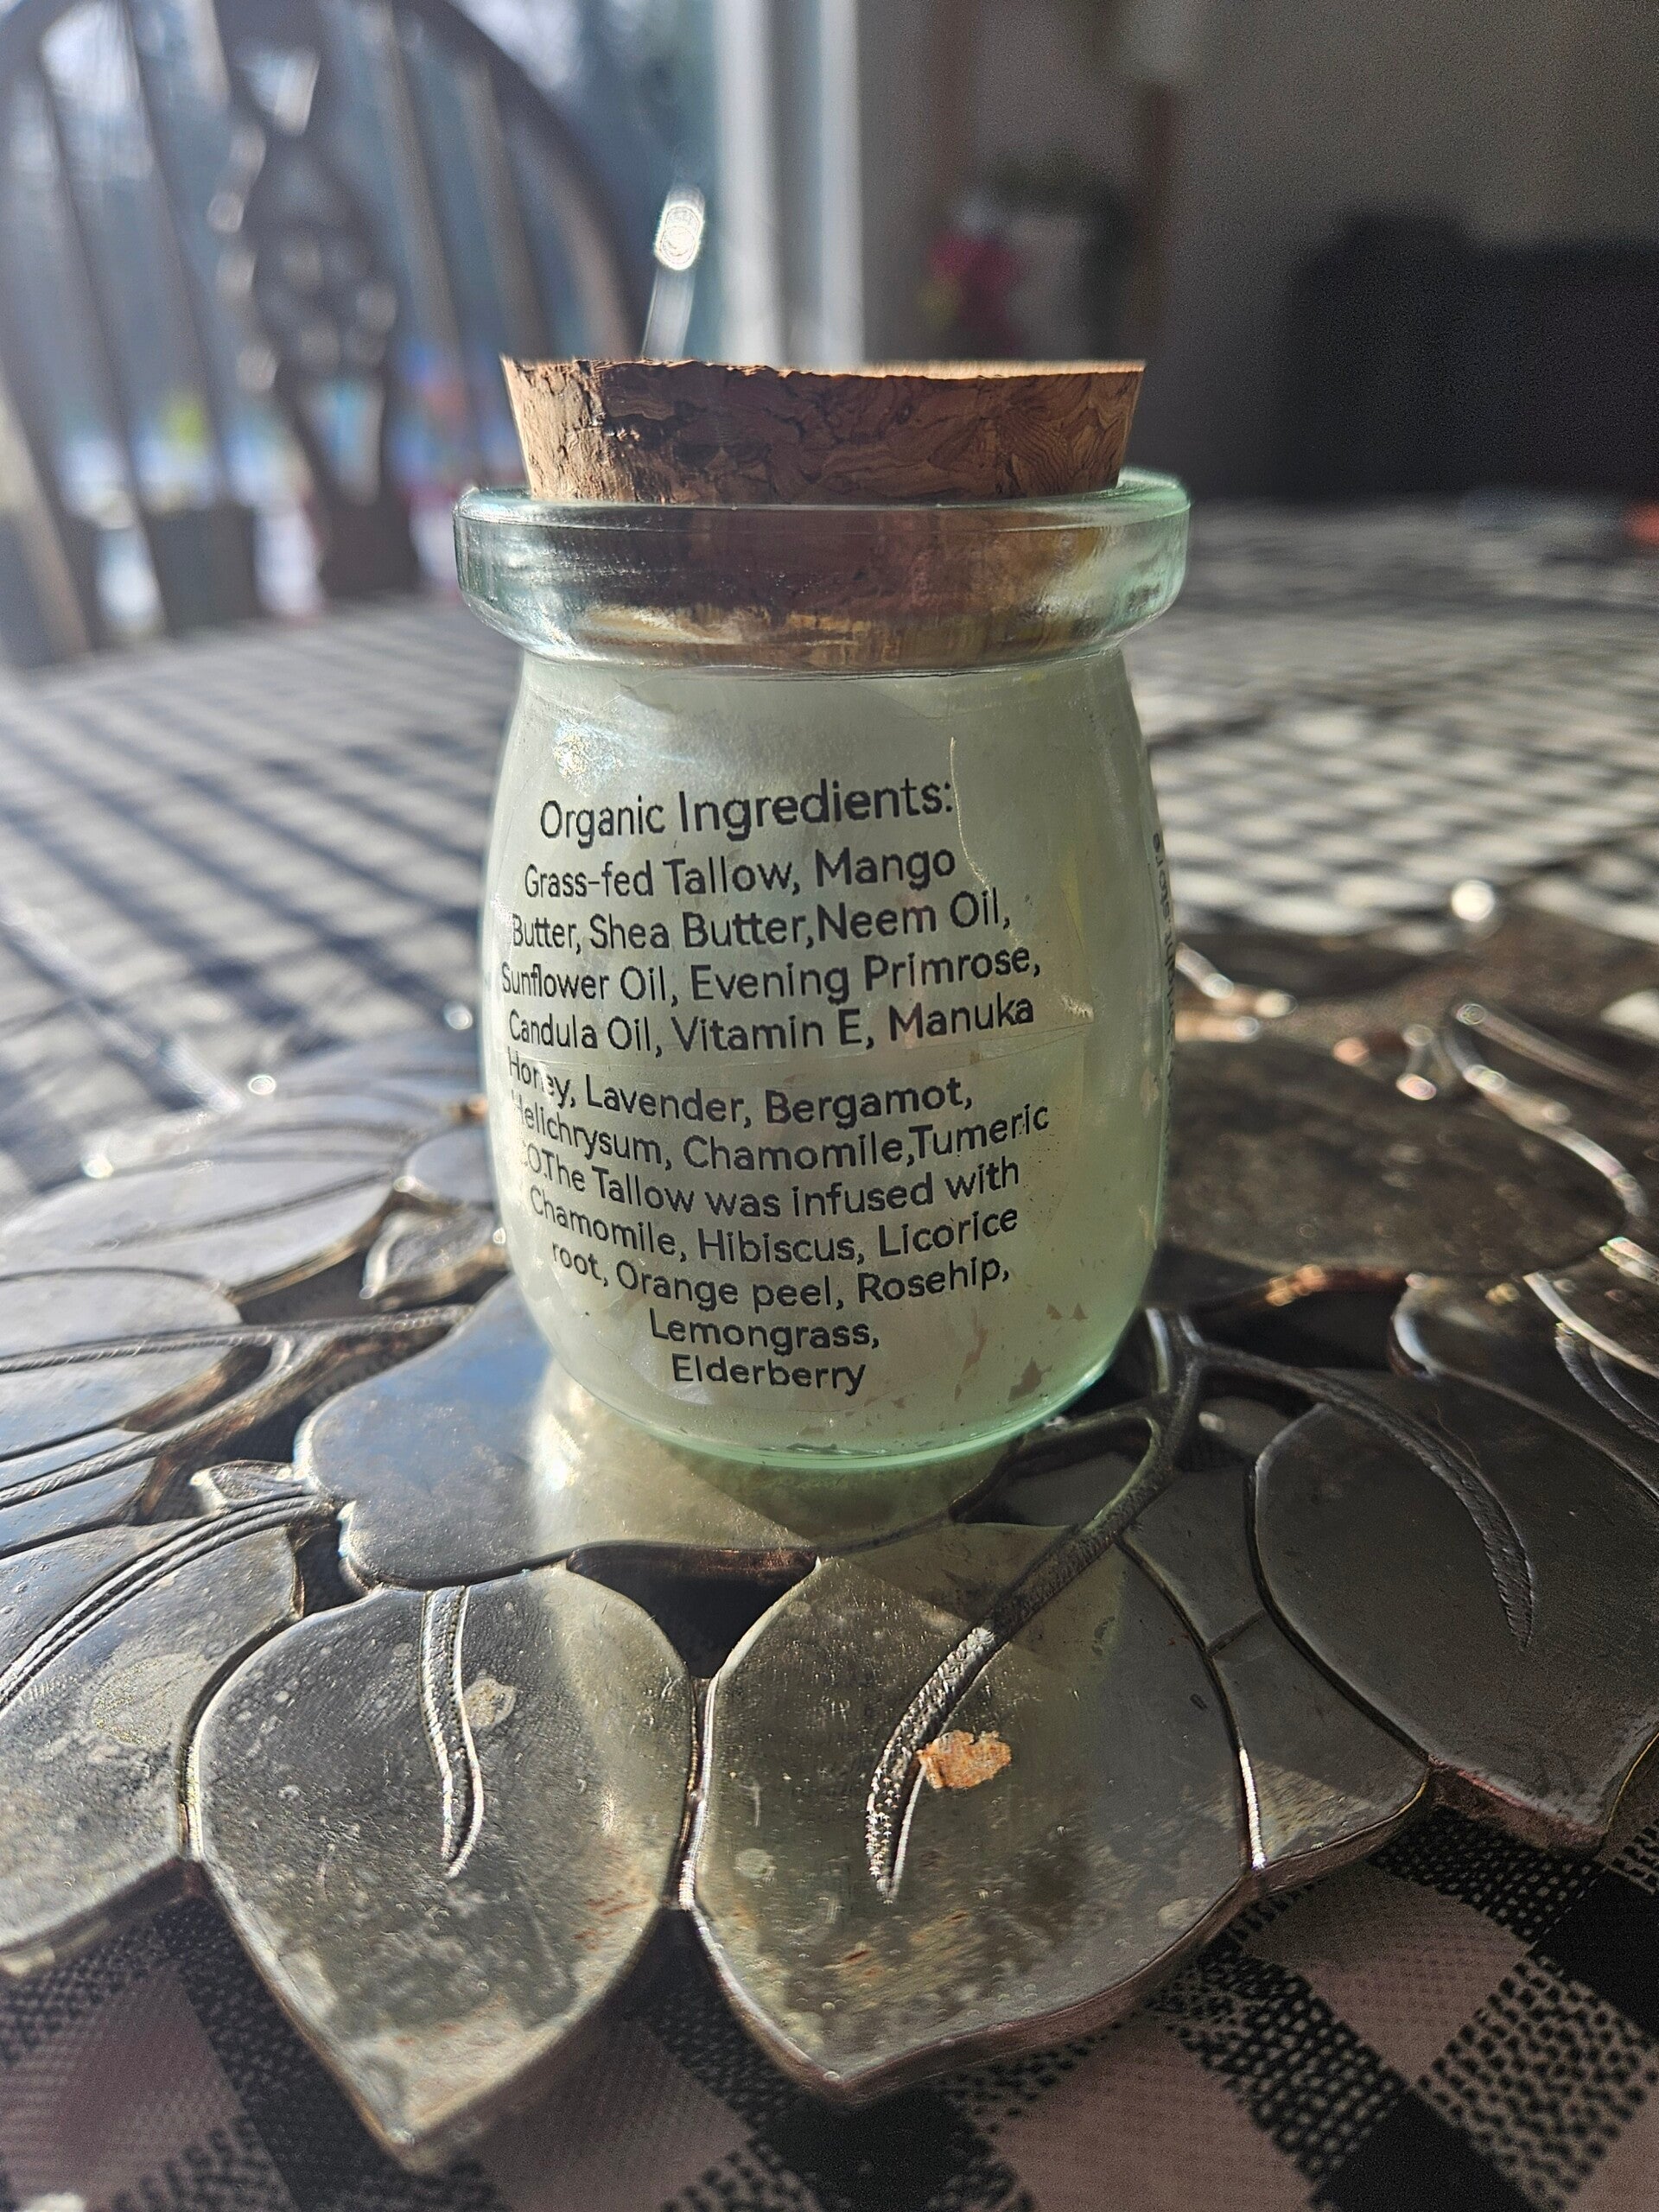 Organic Ingredients:
Grass-fed Tallow, Mango
Butter, Shea Butter,Neem Oil,
Sunflower Oil, Evening Primrose,
Candula Oil, Vitamin E, Manuka
Honey, Lavender, Bergamot,
Helichrysum, Chamomile,Tumeric
CO.The Tallow was infused with
Chamomile, Hibiscus, Licorice
root, Orange peel, Rosehip,
Lemongrass,
Elderberry